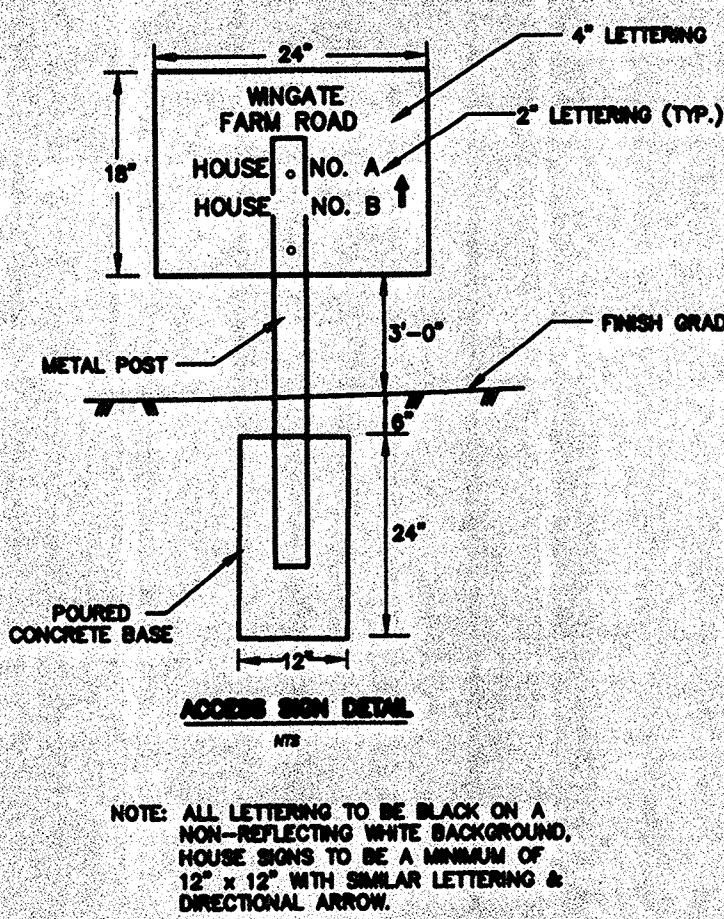 24"
4" LETTERING
WINGATE
FARM ROAD
2" LETTERING (TYP.)
18"
HOUSE NO. A
HOUSE NO. B
3'-0"
FINISH GRAD
METAL POST
6"
24"
POURED
CONCRETE BASE
12"
ACCESS SIGN DETAIL
NTS
NOTE: ALL LETTERING TO BE BLACK ON A
NON-REFLECTING WHITE BACKGROUND,
HOUSE SIGNS TO BE A MINIMUM OF
12" x 12" WITH SIMILAR LETTERING &
DIRECTIONAL ARROW.